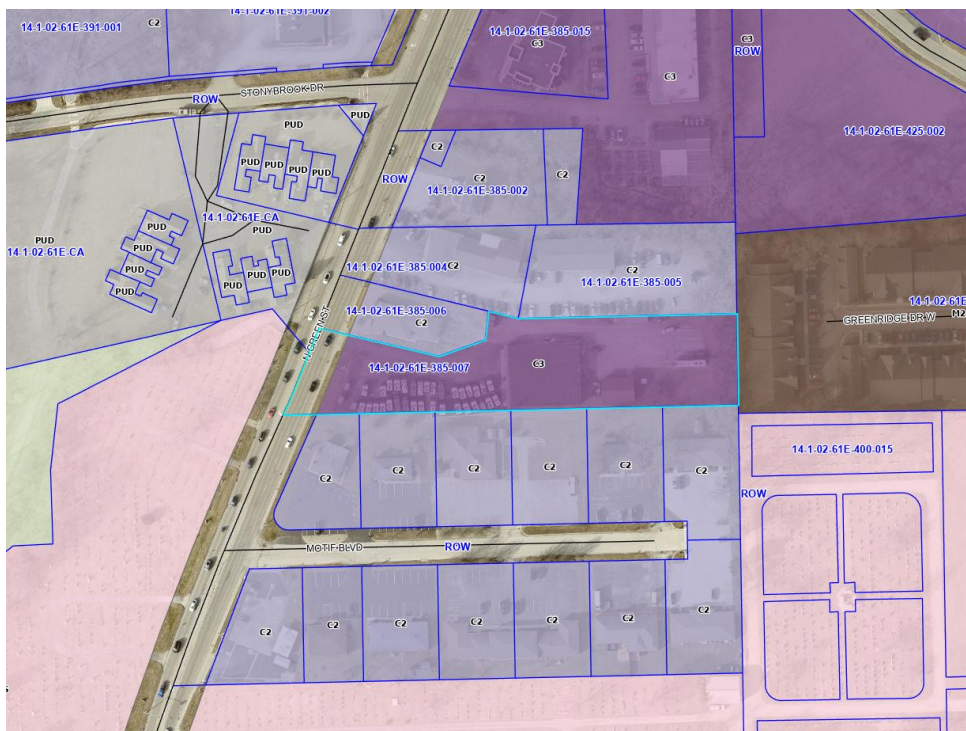 14-1-02-61E-391-001
C2
14-1-02-61E-391-002
14-1-02-61E-385-015
C3
C3
C3
ROW
STONYBROOK DR
ROW
PUD
PUD
14-1-02-61E-425-002
PUD
PUD
PUD
PUD
C2
C2
14-1-02-61E-385-002
C2
ROW
14-1-02-61E-CA
PUD
PUD
PUD
14-1-02-61E-CA
PUD
PUD
PUD
PUD
PUD
PUD
PUD
14-1-02-61E-385-004
C2
C2
14-1-02-61E-385-005
14-1-02-61E-385-006
C2
N GREEN ST
14-1-02-61E
GREENRIDGE DR W
M2
14-1-02-61E-385-007
C3
14-1-02-61E-400-015
C2
C2
C2
C2
C2
C2
ROW
MOTIF BLVD
ROW
C2
C2
C2
C2
C2
C2
C2